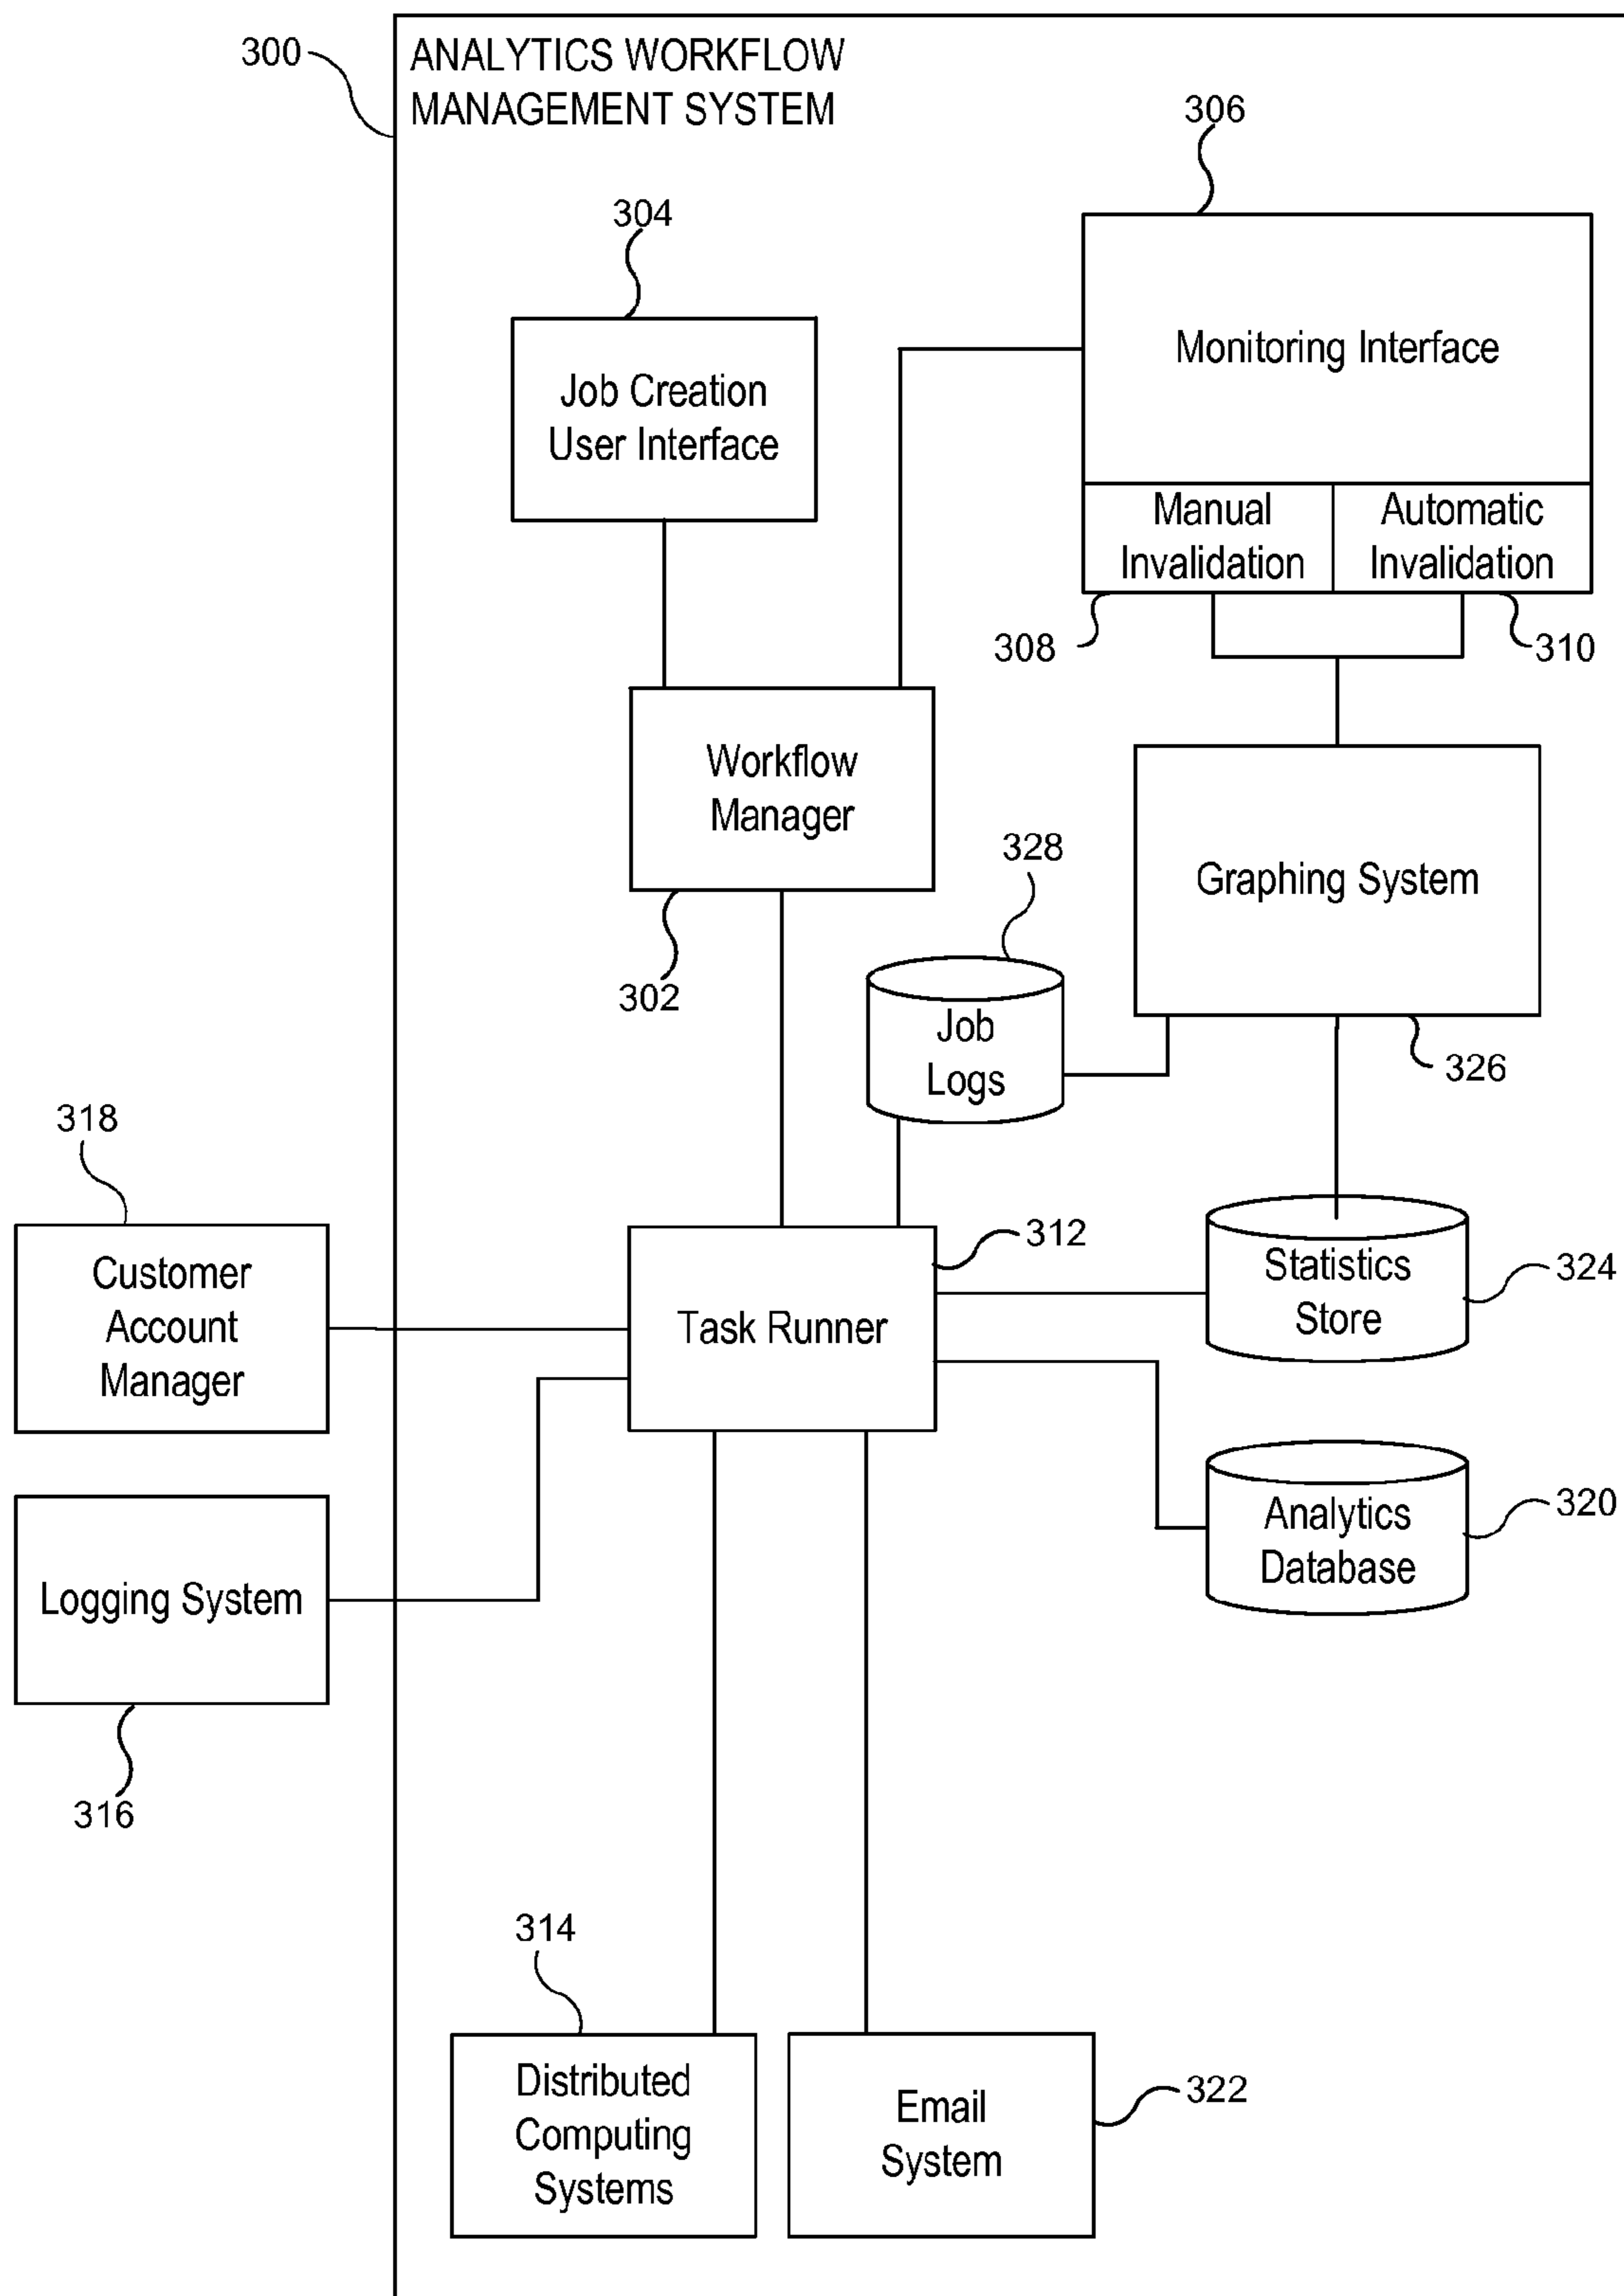 300
ANALYTICS WORKFLOW
MANAGEMENT SYSTEM
306
304
Monitoring Interface
Job Creation
User Interface
Manual
Invalidation
Automatic
Invalidation
308
310
Workflow
Manager
328
Graphing System
302
Job
Logs
326
318
312
Customer
Account
Manager
Task Runner
Statistics
Store
324
Analytics
Database
320
Logging System
316
314
Distributed
Computing
Systems
Email
System
322